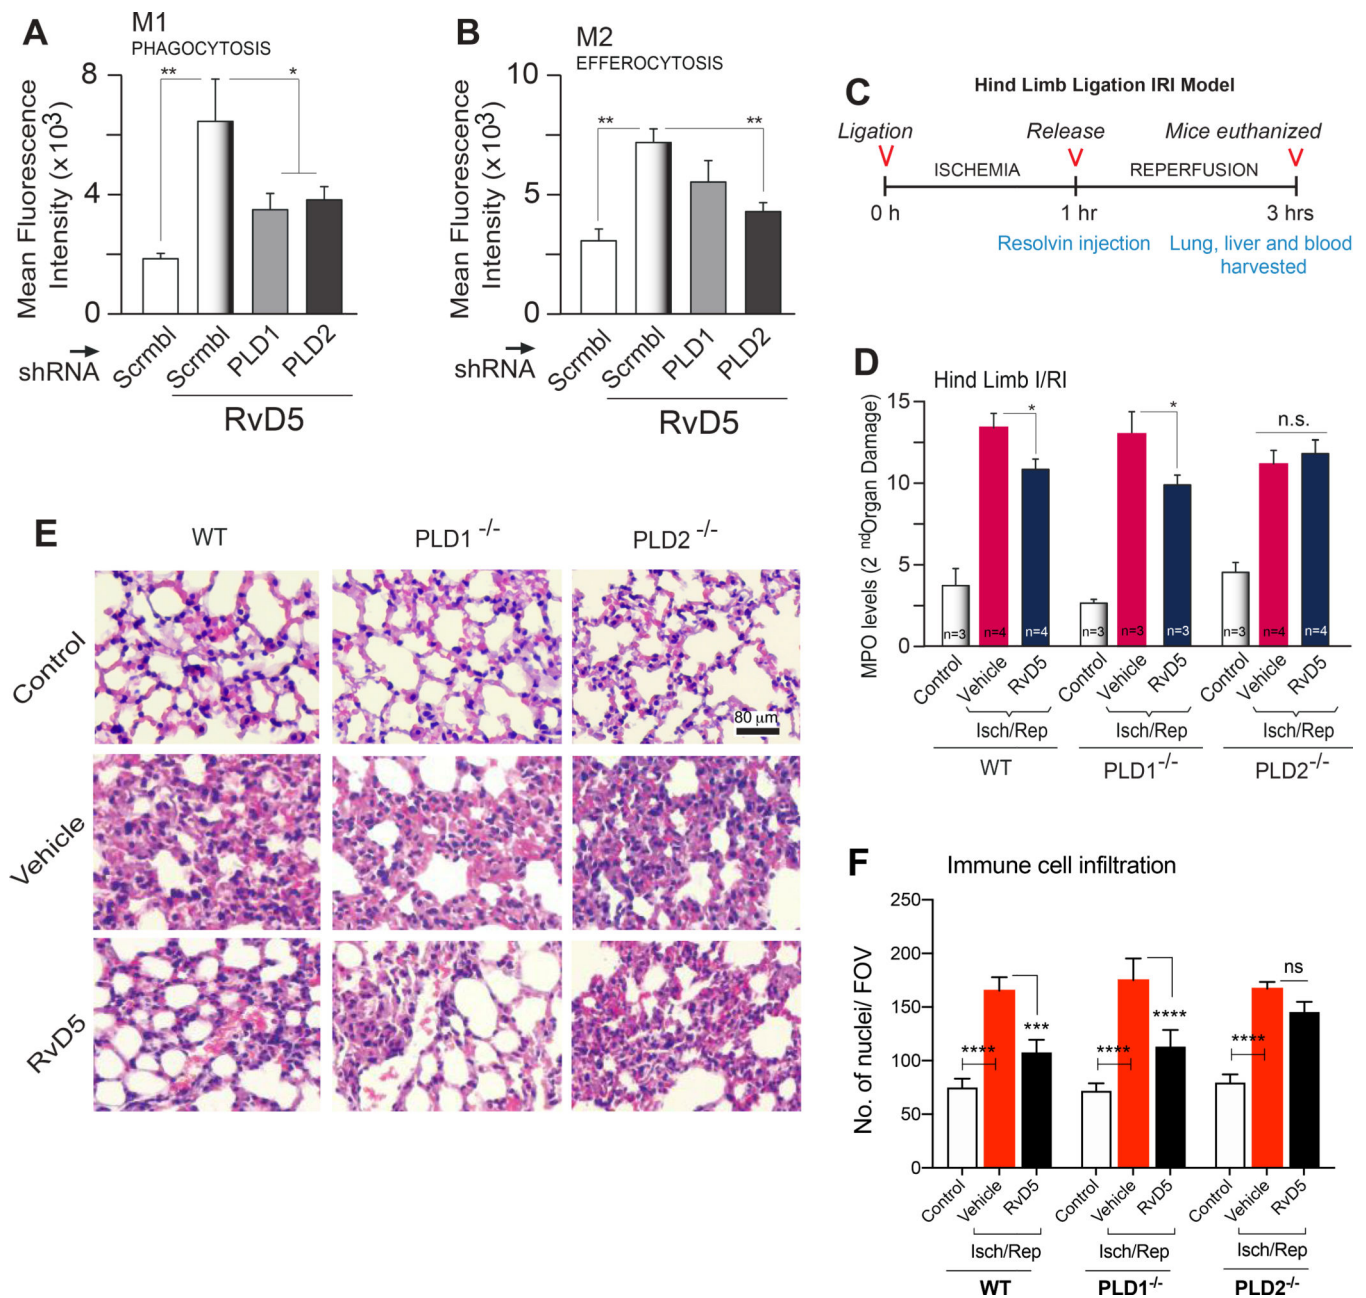 A
M1
PHAGOCYTOSIS
**
*
8
4
0
Mean Fluorescence
Intensity (x10³)
shRNA
Scrmbl
Scrmbl
PLD1
PLD2
RvD5
B
M2
EFFEROCYTOSIS
**
**
10
5
0
Mean Fluorescence
Intensity (x10³)
shRNA
Scrmbl
Scrmbl
PLD1
PLD2
RvD5
C
Hind Limb Ligation IRI Model
Ligation
Release
Mice euthanized
ISCHEMIA
REPERFUSION
0 h
1 hr
3 hrs
Resolvin injection
Lung, liver and blood
harvested
D
Hind Limb I/RI
MPO levels (2 ndOrgan Damage)
15
10
5
0
*
*
n.s.
n=3
n=4
n=4
n=3
n=3
n=3
n=3
n=4
n=4
Control
Vehicle
RvD5
Control
Vehicle
RvD5
Control
Vehicle
RvD5
Isch/Rep
Isch/Rep
Isch/Rep
WT
PLD1-/-
PLD2-/-
E
WT
PLD1 -/-
PLD2 -/-
Control
80 µm
Vehicle
RvD5
F
Immune cell infiltration
No. of nuclei/ FOV
250
200
150
100
50
0
****
***
****
****
****
ns
Control
Vehicle
RvD5
Control
Vehicle
RvD5
Control
Vehicle
RvD5
Isch/Rep
Isch/Rep
Isch/Rep
WT
PLD1-/-
PLD2-/-